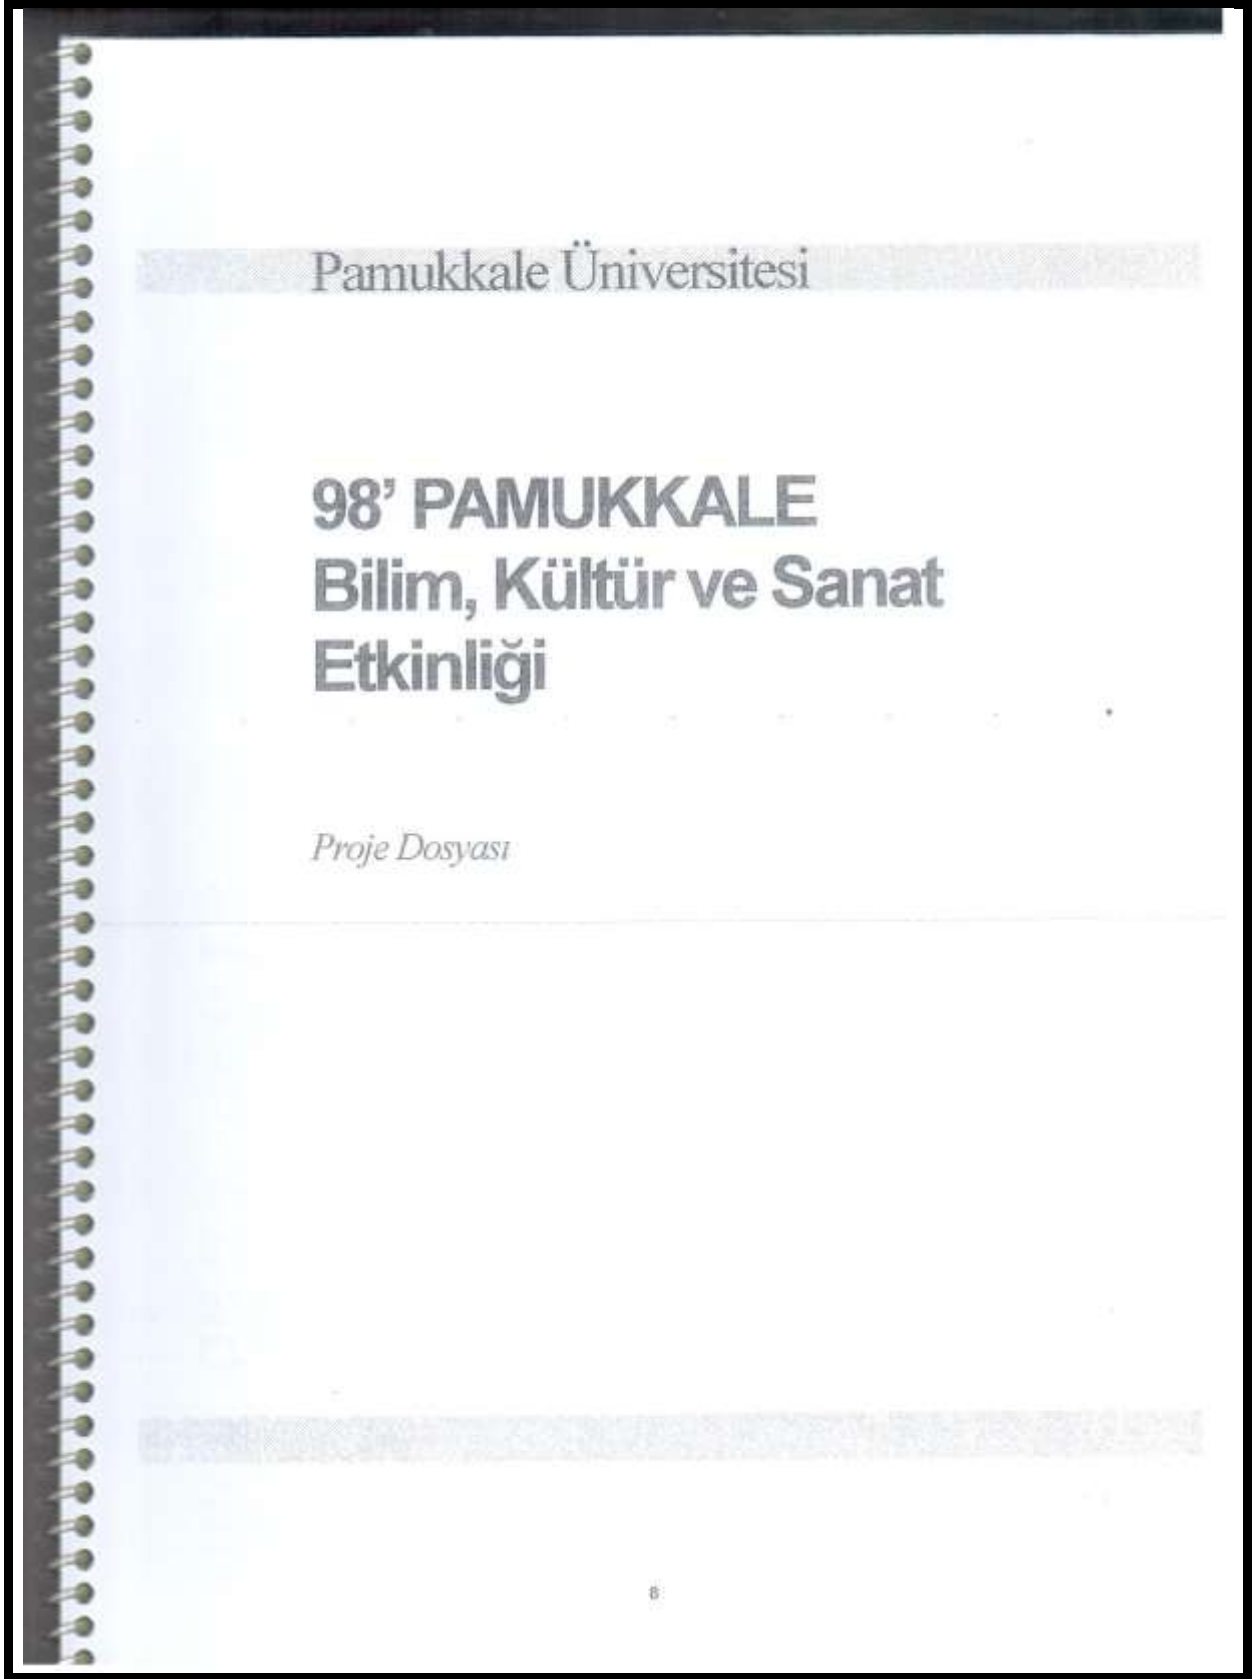 Pamukkale Üniversitesi
98’ PAMUKKALE
Bilim, Kültür ve Sanat
Etkinliği
Proje Dosyası
8